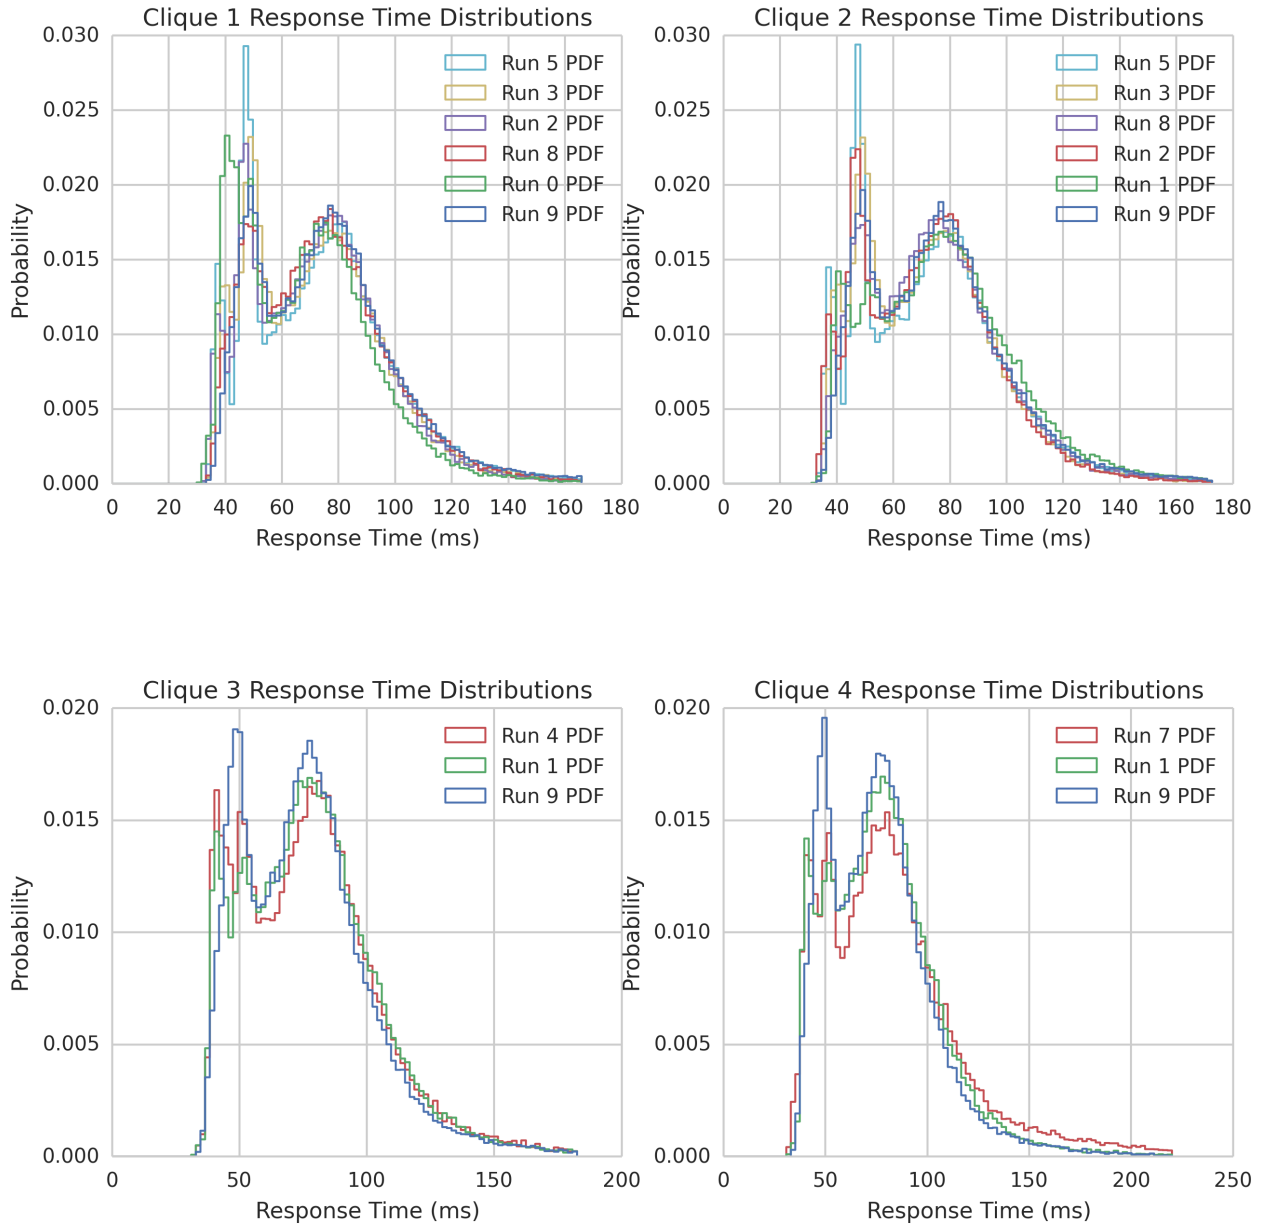 Clique 1 Response Time Distributions
0.030
0.025
0.020
0.015
0.010
0.005
0.000
Probability
Run 5 PDF
Run 3 PDF
Run 2 PDF
Run 8 PDF
Run 0 PDF
Run 9 PDF
0 20 40 60 80 100 120 140 160 180
Response Time (ms)
Clique 2 Response Time Distributions
0.030
0.025
0.020
0.015
0.010
0.005
0.000
Probability
Run 5 PDF
Run 3 PDF
Run 8 PDF
Run 2 PDF
Run 1 PDF
Run 9 PDF
0 20 40 60 80 100 120 140 160 180
Response Time (ms)
Clique 3 Response Time Distributions
0.020
0.015
0.010
0.005
0.000
Probability
Run 4 PDF
Run 1 PDF
Run 9 PDF
0 50 100 150 200
Response Time (ms)
Clique 4 Response Time Distributions
0.020
0.015
0.010
0.005
0.000
Probability
Run 7 PDF
Run 1 PDF
Run 9 PDF
0 50 100 150 200 250
Response Time (ms)